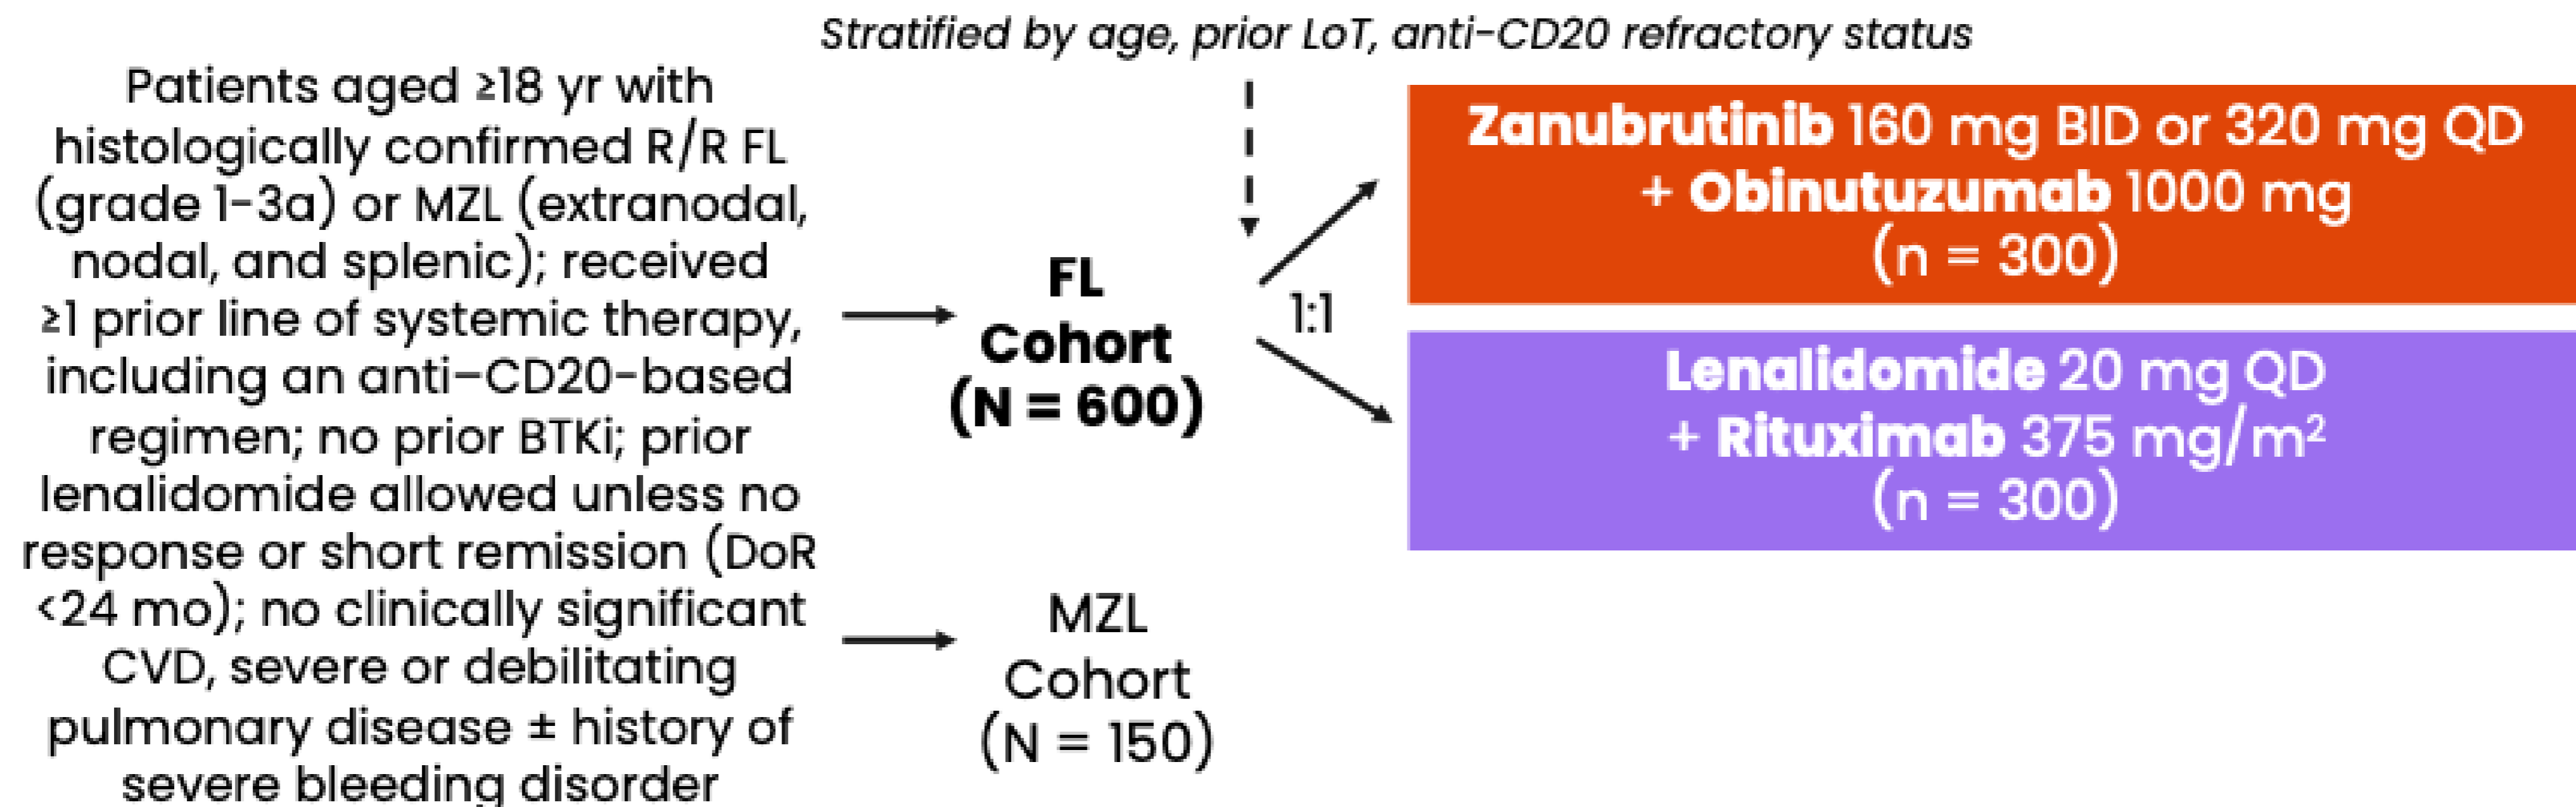 Stratified by age, prior LoT, anti-CD20 refractory status
Patients aged ≥18 yr with
histologically confirmed R/R FL
(grade 1-3a) or MZL (extranodal,
nodal, and splenic); received
≥1 prior line of systemic therapy,
including an anti–CD20-based
regimen; no prior BTKi; prior
lenalidomide allowed unless no
response or short remission (DoR
<24 mo); no clinically significant
CVD, severe or debilitating
pulmonary disease ± history of
severe bleeding disorder
FL
Cohort
(N = 600)
MZL
Cohort
(N = 150)
1:1
Zanubrutinib 160 mg BID or 320 mg QD
+ Obinutuzumab 1000 mg
(n = 300)
Lenalidomide 20 mg QD
+ Rituximab 375 mg/m²
(n = 300)